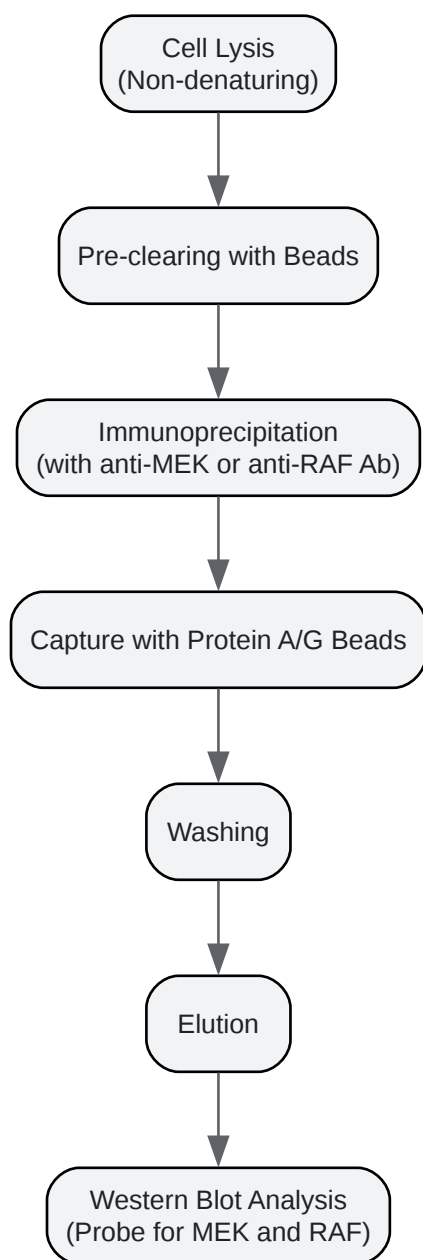 Cell Lysis
(Non-denaturing)
Pre-clearing with Beads
Immunoprecipitation
(with anti-MEK or anti-RAF Ab)
Capture with Protein A/G Beads
Washing
Elution
Western Blot Analysis
(Probe for MEK and RAF)